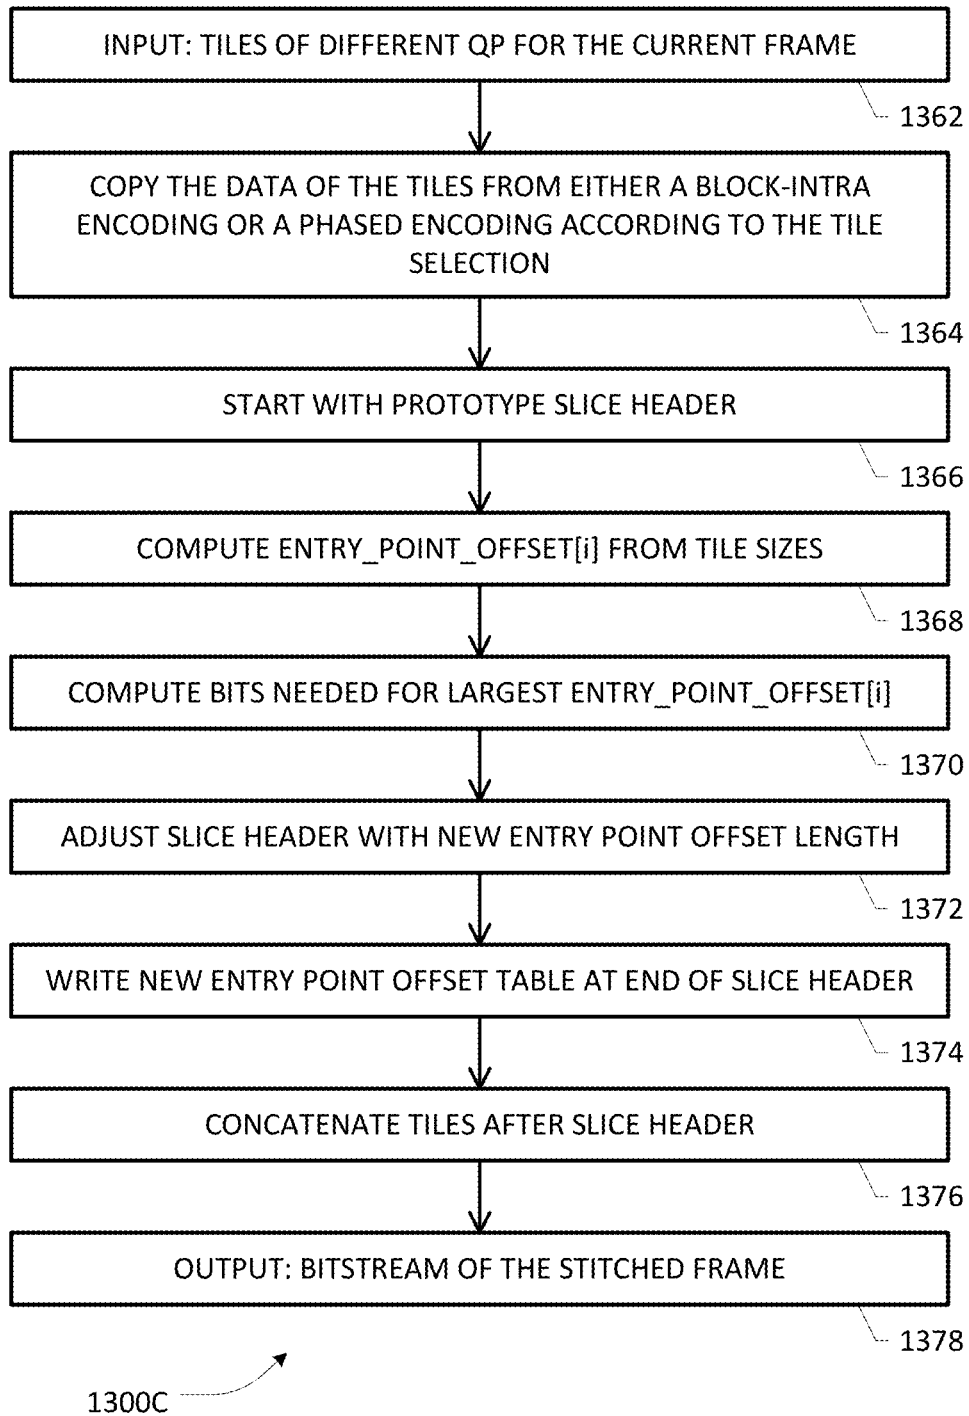 INPUT: TILES OF DIFFERENT QP FOR THE CURRENT FRAME
1362
COPY THE DATA OF THE TILES FROM EITHER A BLOCK-INTRA
ENCODING OR A PHASED ENCODING ACCORDING TO THE TILE
SELECTION
1364
START WITH PROTOTYPE SLICE HEADER
1366
COMPUTE ENTRY_POINT_OFFSET[i] FROM TILE SIZES
1368
COMPUTE BITS NEEDED FOR LARGEST ENTRY_POINT_OFFSET[i]
1370
ADJUST SLICE HEADER WITH NEW ENTRY POINT OFFSET LENGTH
1372
WRITE NEW ENTRY POINT OFFSET TABLE AT END OF SLICE HEADER
1374
CONCATENATE TILES AFTER SLICE HEADER
1376
OUTPUT: BITSTREAM OF THE STITCHED FRAME
1378
1300C